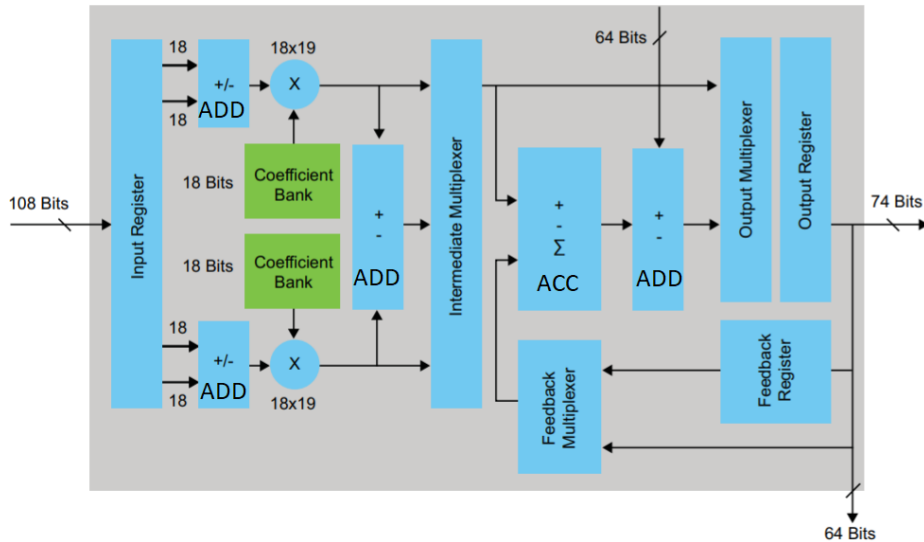 18
18x19
64 Bits
+/-
ADD
X
18
18 Bits
Coefficient
Bank
108 Bits
Input Register
+
-
ADD
Intermediate Multiplexer
+
-
Σ
ACC
+
-
ADD
Output Multiplexer
Output Register
74 Bits
18 Bits
Coefficient
Bank
18
+/-
ADD
X
18
18x19
Feedback
Multiplexer
Feedback
Register
64 Bits